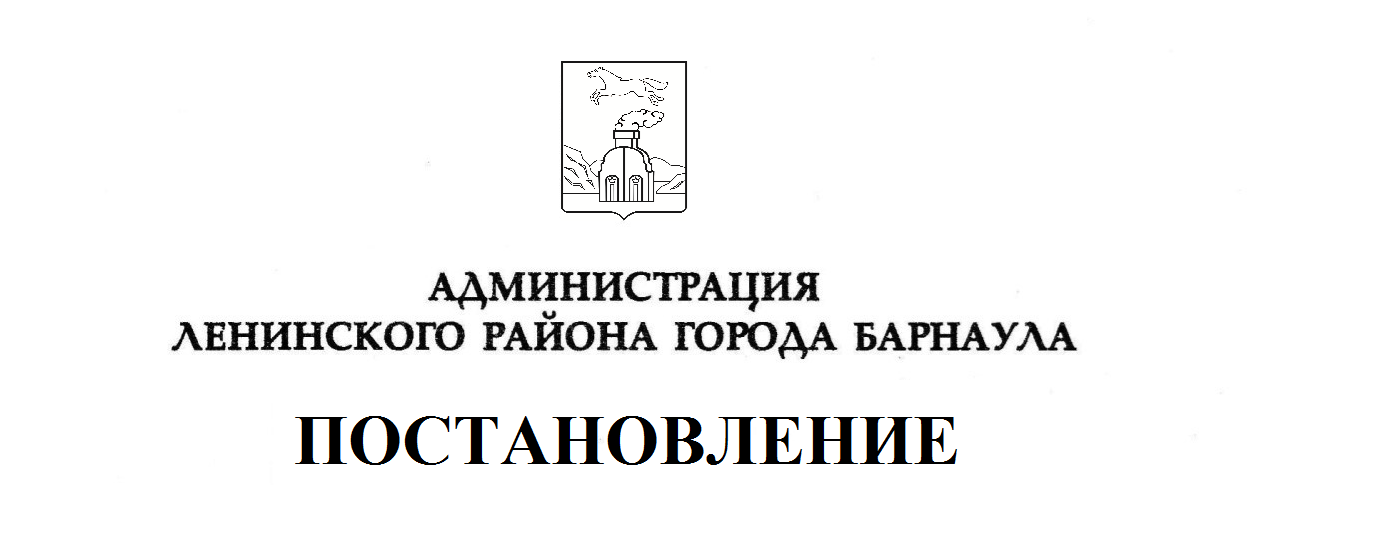 АДМИНИСТРАЦИЯ
ЛЕНИНСКОГО РАЙОНА ГОРОДА БАРНАУЛА
ПОСТАНОВЛЕНИЕ